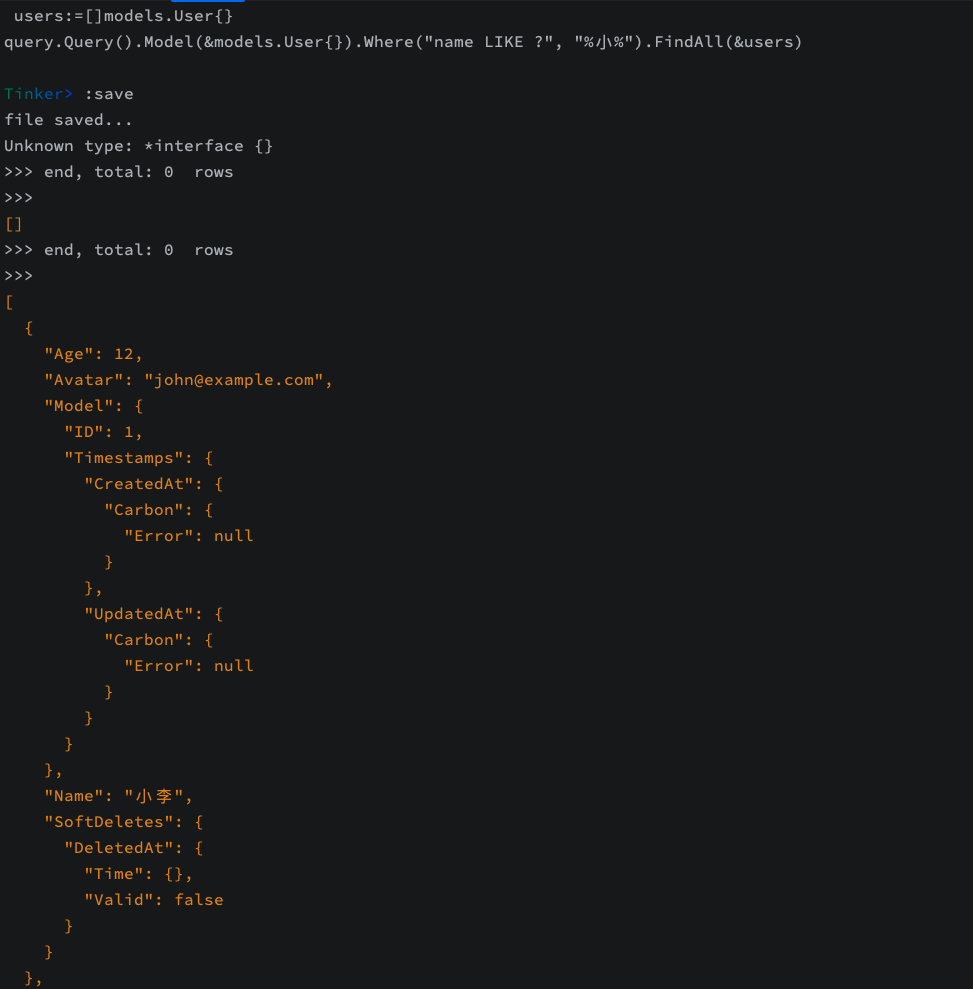 users:=[]models.User{}
query.Query().Model(&models.User{}).Where("name LIKE ?", "%小%").FindAll(&users)
Tinker> :save
file saved...
Unknown type: *interface {}
>>> end, total: 0  rows
>>>
[]
>>> end, total: 0  rows
>>>
[
  {
    "Age": 12,
    "Avatar": "john@example.com",
    "Model": {
      "ID": 1,
      "Timestamps": {
        "CreatedAt": {
          "Carbon": {
            "Error": null
          }
        },
        "UpdatedAt": {
          "Carbon": {
            "Error": null
          }
        }
      }
    },
    "Name": "小李",
    "SoftDeletes": {
      "DeletedAt": {
        "Time": {},
        "Valid": false
      }
    }
  },